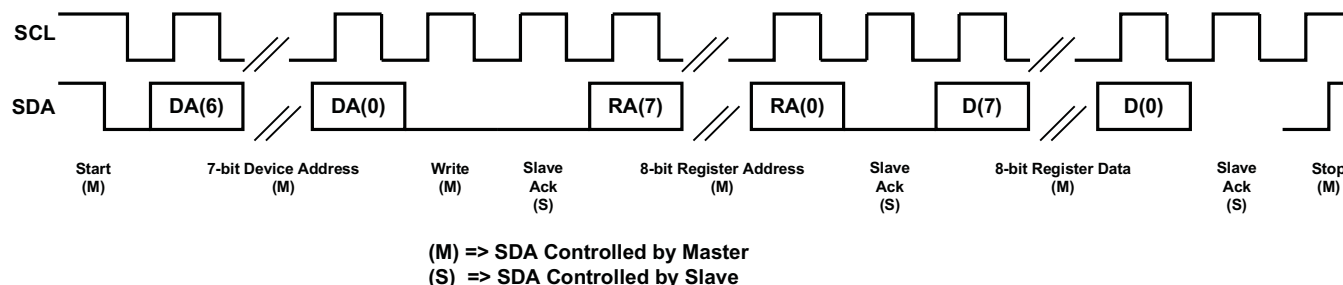 SCL
SDA
DA(6)
DA(0)
RA(7)
RA(0)
D(7)
D(0)
Start
(M)
7-bit Device Address
(M)
Write
(M)
Slave
Ack
(S)
8-bit Register Address
(M)
Slave
Ack
(S)
8-bit Register Data
(M)
Slave
Ack
(S)
Stop
(M)
(M) => SDA Controlled by Master
(S) => SDA Controlled by Slave